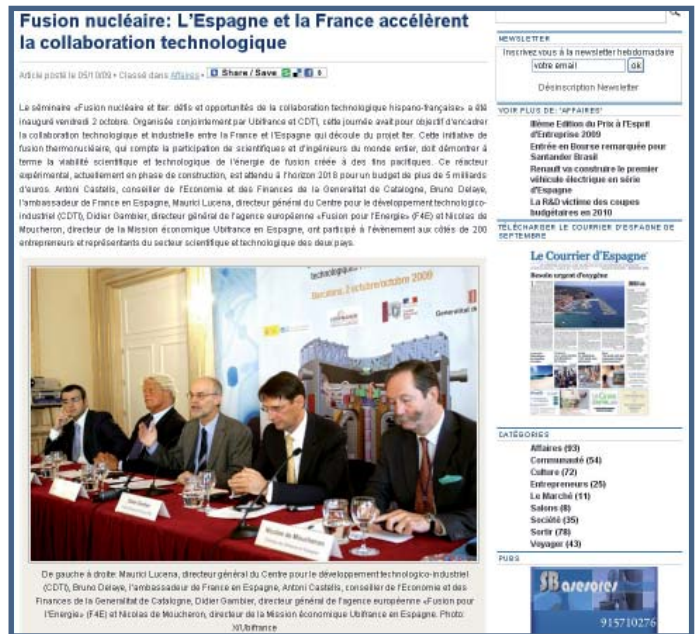 Fusion nucléaire: L'Espagne et la France accélèrent
la collaboration technologique
Article posté le 05/10/09 • Classé dans Affaires •
Share / Save
Le séminaire «Fusion nucléaire et Iter: défis et opportunités de la collaboration technologique hispano-française» a été
inauguré vendredi 2 octobre. Organisée conjointement par Ubifrance et CDTI, cette journée avait pour objectif d'encadrer
la collaboration technologique et industrielle entre la France et l'Espagne qui découle du projet Iter. Cette initiative de
fusion thermonucléaire, qui compte la participation de scientifiques et d'ingénieurs du monde entier, doit démontrer à
terme la viabilité scientifique et technologique de l'énergie de fusion créée à des fins pacifiques. Ce réacteur
expérimental, actuellement en phase de construction, est attendu à l'horizon 2018 pour un budget de plus de 5 milliards
d'euros. Antoni Castells, conseiller de l'Economie et des Finances de la Generalitat de Catalogne, Bruno Delaye,
l'ambassadeur de France en Espagne, Maurici Lucena, directeur général du Centre pour le développement technologico-
industriel (CDTI), Didier Gambier, directeur général de l'agence européenne «Fusion pour l'Energie» (F4E) et Nicolas de
Moucheron, directeur de la Mission économique Ubifrance en Espagne, ont participé à l'évènement aux côtés de 200
entrepreneurs et représentants du secteur scientifique et technologique des deux pays.
Barcelona, 2 octubre/octobre 2009
Generalitat
Nicolas de Moucheron
De gauche à droite: Maurici Lucena, directeur général du Centre pour le développement technologico-industriel
(CDTI), Bruno Delaye, l'ambassadeur de France en Espagne, Antoni Castells, conseiller de l'Economie et des
Finances de la Generalitat de Catalogne, Didier Gambier, directeur général de l'agence européenne «Fusion pour
l'Energie» (F4E) et Nicolas de Moucheron, directeur de la Mission économique Ubifrance en Espagne. Photo:
X/Ubifrance
NEWSLETTER
Inscrivez vous à la newsletter hebdomadaire
votre email
ok
Désinscription Newsletter
VOIR PLUS DE: 'AFFAIRES'
IIIème Edition du Prix à l'Esprit
d'Entreprise 2009
Entrée en Bourse remarquée pour
Santander Brasil
Renault va construire le premier
véhicule électrique en série
d'Espagne
La R&D victime des coupes
budgétaires en 2010
TÉLÉCHARGER LE COURRIER D'ESPAGNE DE
SEPTEMBRE
Le Courrier d'Espagne
Besoin urgent d'oxygène
CATÉGORIES
Affaires (93)
Communauté (54)
Culture (72)
Entrepreneurs (25)
Le Marché (11)
Salons (8)
Société (35)
Sortir (78)
Voyager (43)
PUBS
SB asesores
915710276